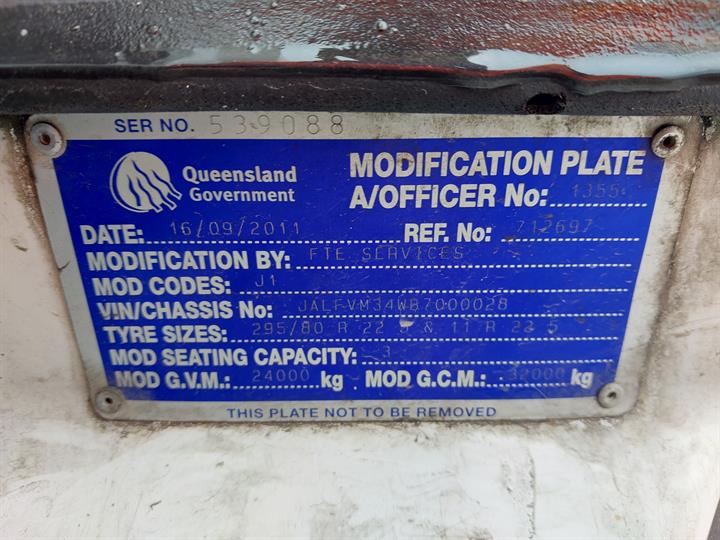 SER NO. 539088
Queensland Government
MODIFICATION PLATE
A/OFFICER No: 1355
DATE: 16/09/2011 REF. No: 712697
MODIFICATION BY: FTE SERVICES
MOD CODES: J1
VIN/CHASSIS No: JALFVM34WB7000028
TYRE SIZES: 295/80 R 22 5 & 11 R 22 5
MOD SEATING CAPACITY: 3
MOD G.V.M.: 24000 kg MOD G.C.M.: 32000 kg
THIS PLATE NOT TO BE REMOVED